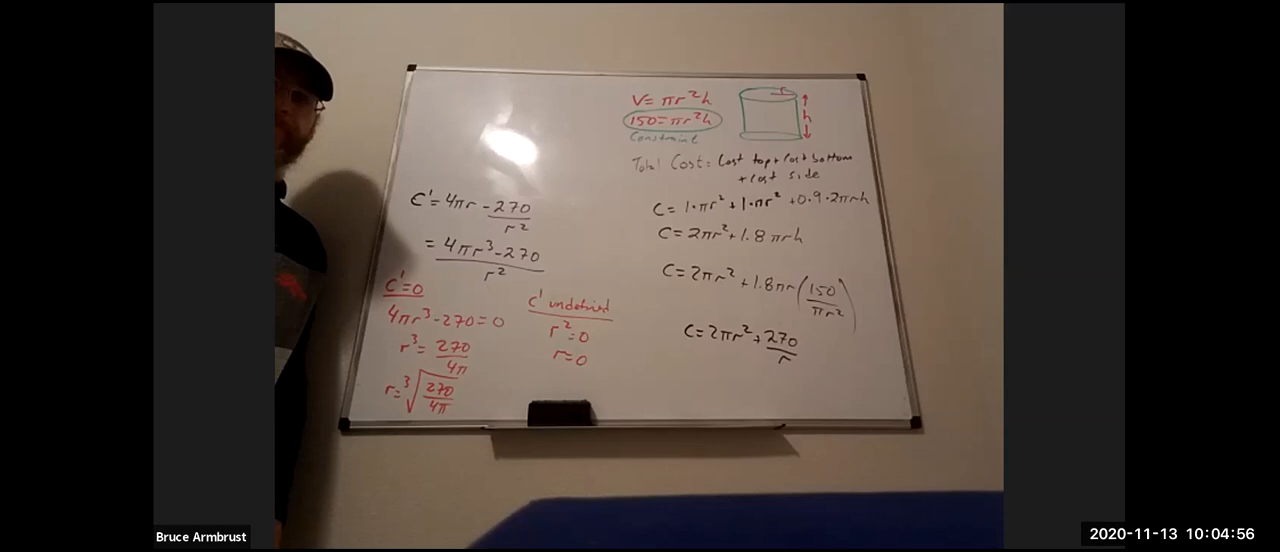 V = πr²h
150 = πr²h
Constraint
r
h
Total Cost = Cost top + Cost bottom
+ Cost side
C = 1·πr² + 1·πr² + 0.9·2πrh
C = 2πr² + 1.8πrh
C = 2πr² + 1.8πr(150/πr²)
C = 2πr² + 270/r
C' = 4πr - 270/r²
= 4πr³-270/r²
C'=0
4πr³-270=0
r³ = 270/4π
r = ³√270/4π
C' undefined
r²=0
r=0
Bruce Armbrust
2020-11-13 10:04:56